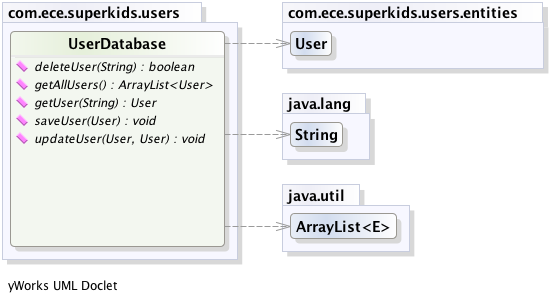 com.ece.superkids.users
UserDatabase
deleteUser(String) : boolean
getAllUsers() : ArrayList<User>
getUser(String) : User
saveUser(User) : void
updateUser(User, User) : void
com.ece.superkids.users.entities
User
java.lang
String
java.util
ArrayList<E>
yWorks UML Doclet